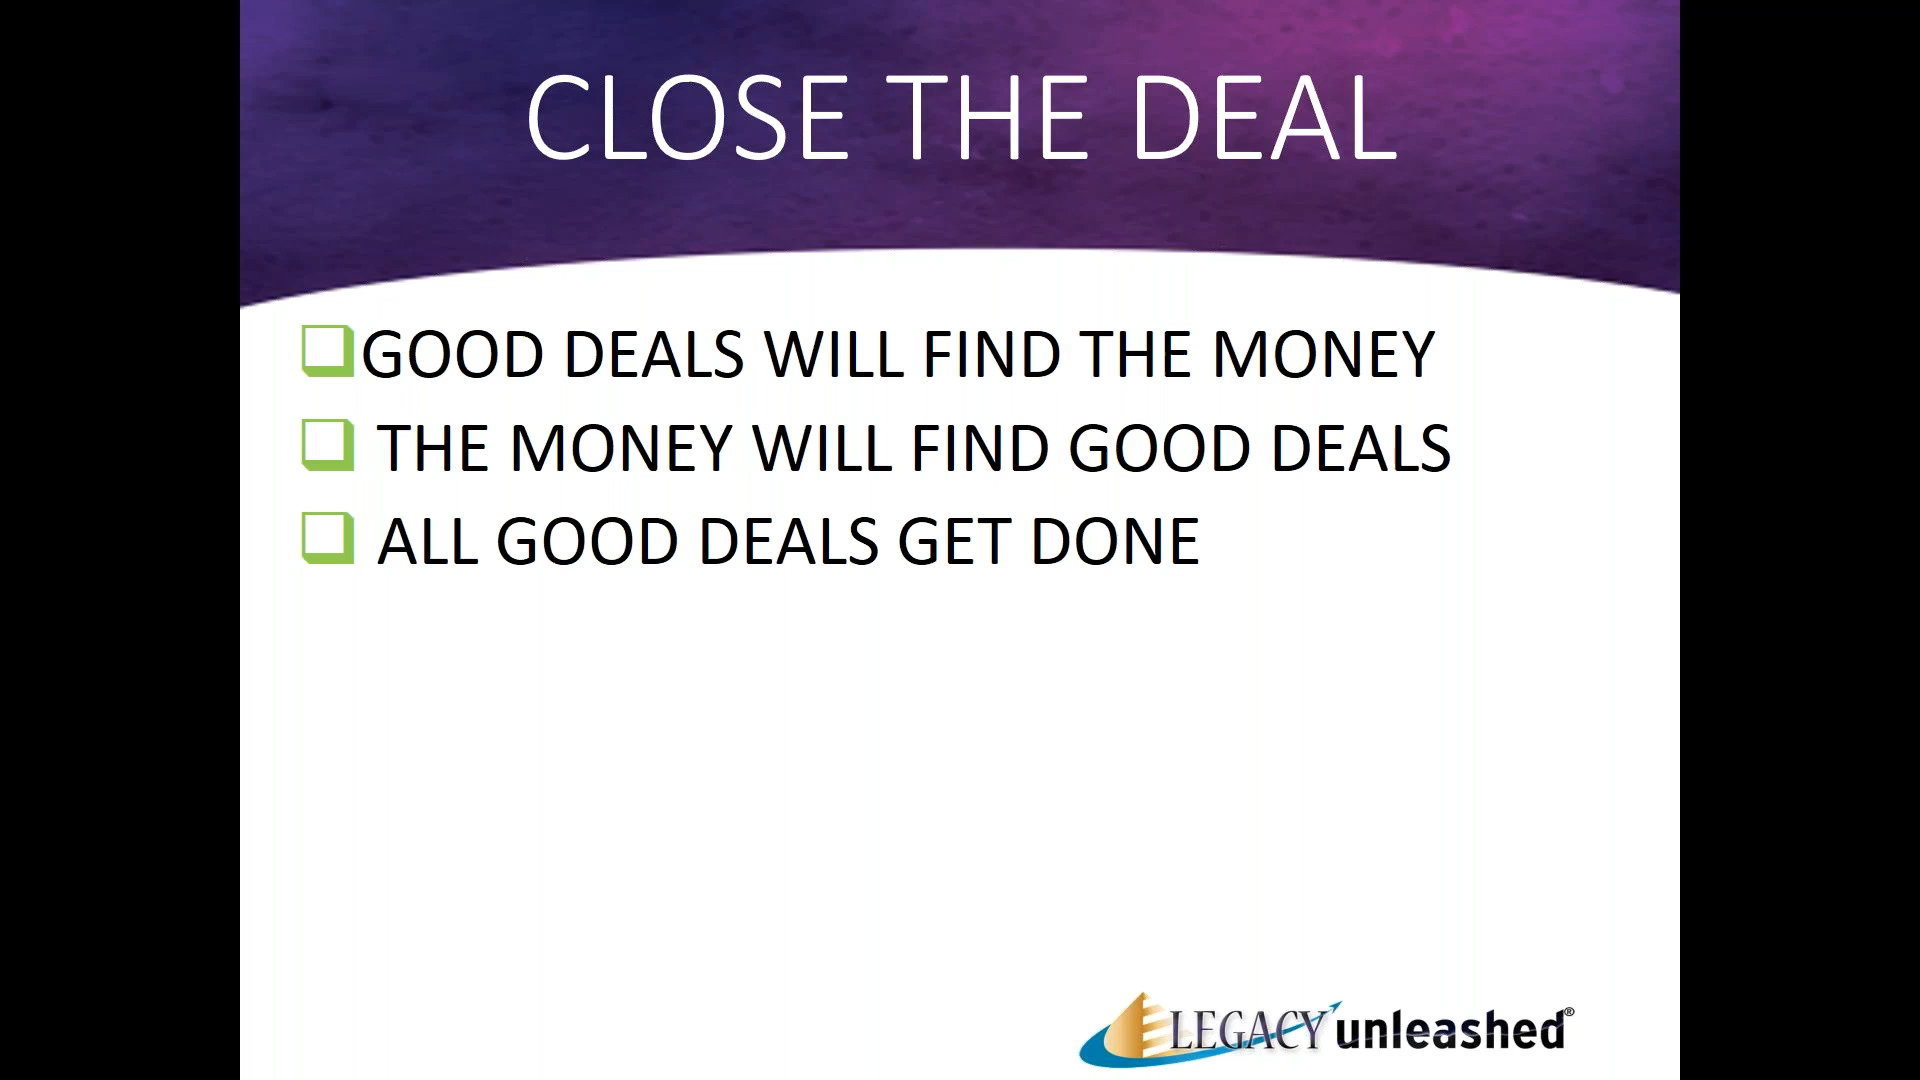 CLOSE THE DEAL
GOOD DEALS WILL FIND THE MONEY
THE MONEY WILL FIND GOOD DEALS
ALL GOOD DEALS GET DONE
LEGACY unleashed®